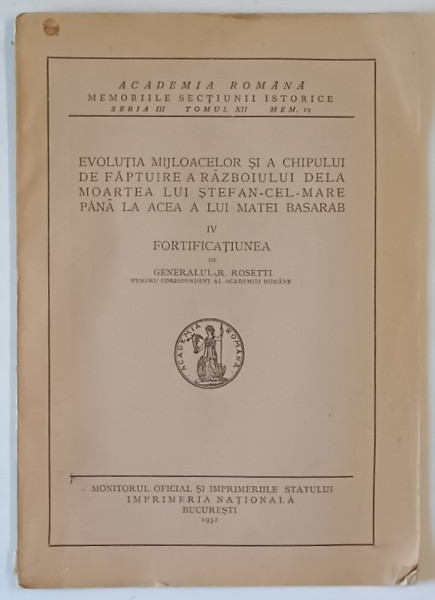 ACADEMIA ROMÂNĂ
MEMORIILE SECȚIUNII ISTORICE
SERIA III TOMUL XII MEM. 19
EVOLUȚIA MIJLOACELOR ȘI A CHIPULUI
DE FĂPTUIRE A RĂZBOIULUI DELA
MOARTEA LUI ȘTEFAN-CEL-MARE
PÂNĂ LA ACEA A LUI MATEI BASARAB
IV
FORTIFICAȚIUNEA
DE
GENERALUL R. ROSETTI
MEMBRU CORESPONDENT AL ACADEMIEI ROMÂNE
ACADEMIA ROMÂNĂ
MONITORUL OFICIAL ȘI IMPRIMERIILE STATULUI
IMPRIMERIA NAȚIONALĂ
BUCUREȘTI
1932